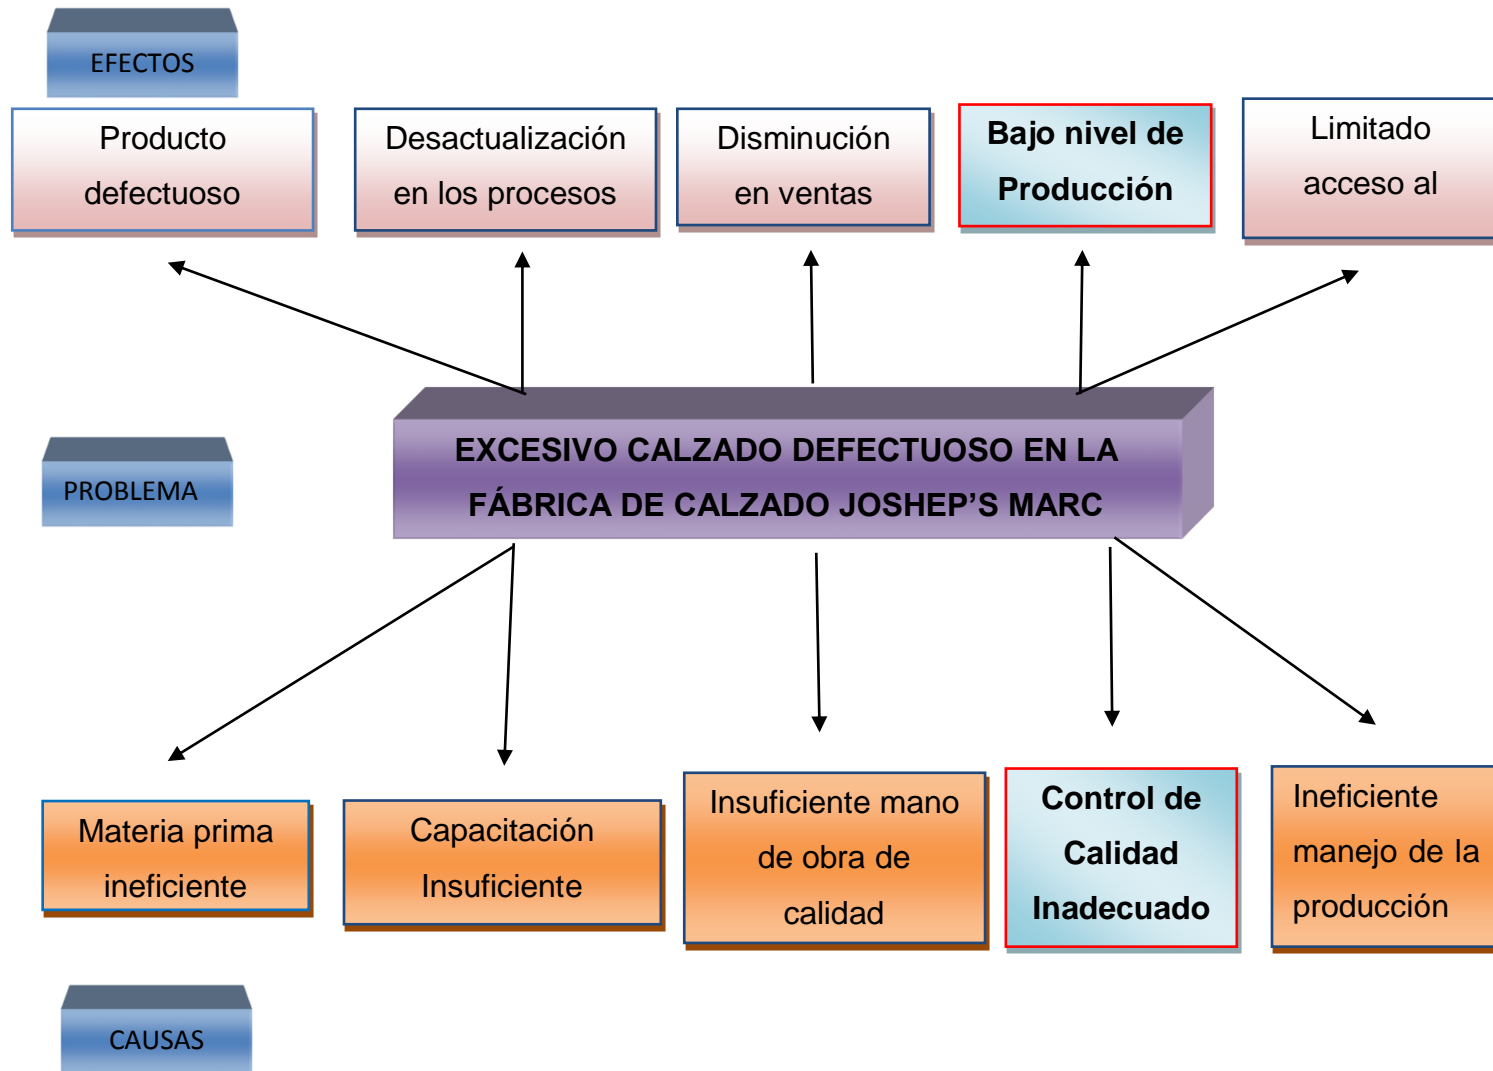 EFECTOS
Producto
defectuoso
Desactualización
en los procesos
Disminución
en ventas
Bajo nivel de
Producción
Limitado
acceso al
PROBLEMA
EXCESIVO CALZADO DEFECTUOSO EN LA
FÁBRICA DE CALZADO JOSHEP’S MARC
Materia prima
ineficiente
Capacitación
Insuficiente
Insuficiente mano
de obra de
calidad
Control de
Calidad
Inadecuado
Ineficiente
manejo de la
producción
CAUSAS